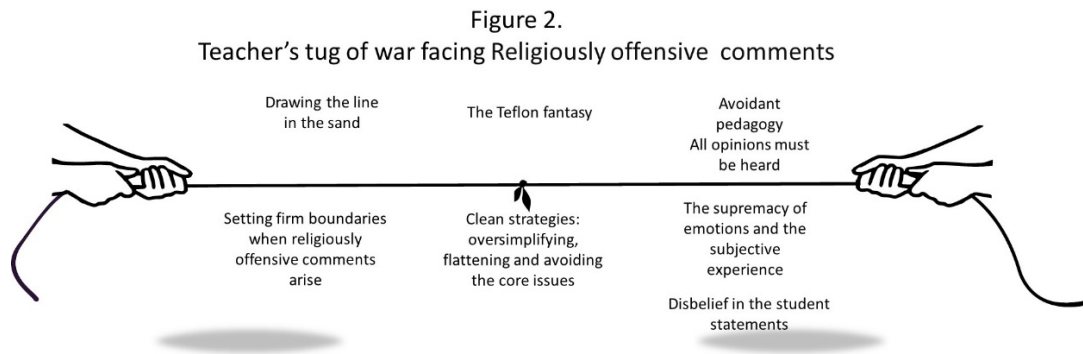 Figure 2.
Teacher's tug of war facing Religiously offensive comments
Drawing the line
in the sand
The Teflon fantasy
Avoidant
pedagogy
All opinions must
be heard
Setting firm boundaries
when religiously
offensive comments
arise
Clean strategies:
oversimplifying,
flattening and avoiding
the core issues
The supremacy of
emotions and the
subjective
experience
Disbelief in the student
statements